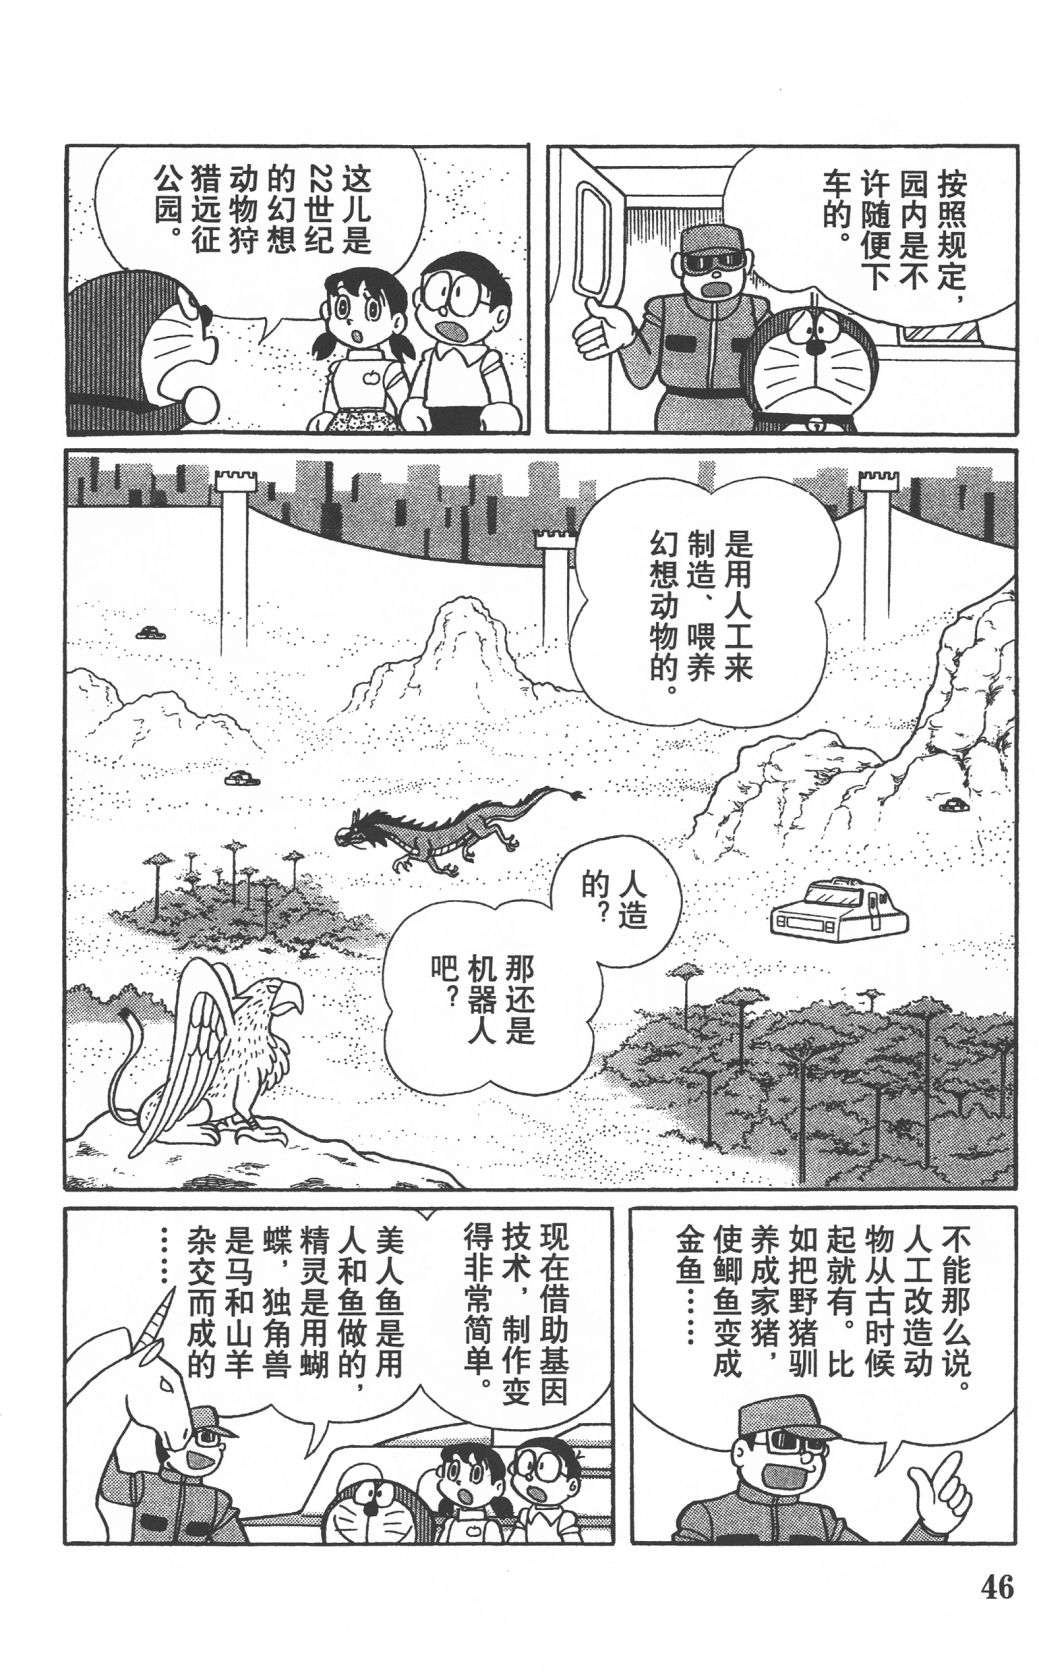 按照规定，
园内是不
许随便下
车的。
这儿是
22世纪
的幻想
动物狩
猎远征
公园。
是用人工来
制造、喂养
幻想动物的。
人造
的？
那还是
机器人
吧？
不能那么说。
人工改造动
物从古时候
起就有。比
如把野猪驯
养成家猪，
使鲫鱼变成
金鱼……
现在借助基因
技术，制作变
得非常简单。
美人鱼是用
人和鱼做的，
精灵是用蝴
蝶，独角兽
是马和山羊
杂交而成的
……
46